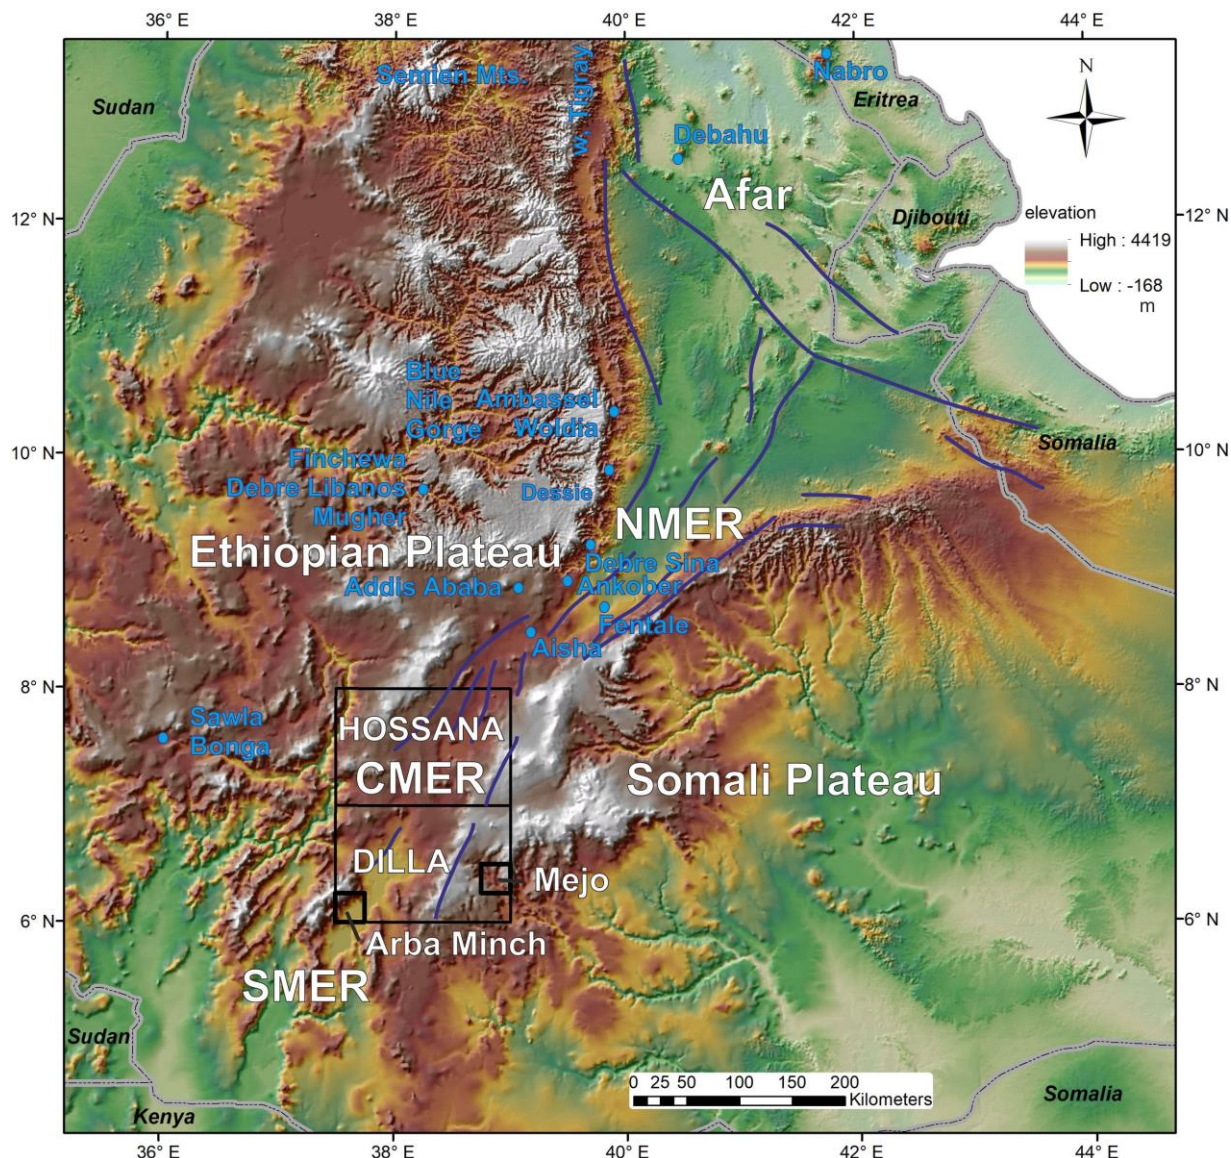 36° E
38° E
40° E
42° E
44° E
Semien Mts.
w. Tigray
Nabro
N
Sudan
Eritrea
Debahu
Afar
Djibouti
12° N
12° N
elevation
High : 4419
Low : -168
m
Blue
Nile
Gorge
Ambassel
Woldia
10° N
10° N
Somalia
Finchewa
Debre Libanos
Mugher
Dessie
NMER
Ethiopian Plateau
Debre Sina
Addis Ababa
Ankober
Fentale
Aisha
8° N
8° N
Sawla
Bonga
HOSSANA
CMER
Somali Plateau
DILLA
Mejo
6° N
6° N
Arba Minch
SMER
Sudan
0 25 50 100 150 200
Kilometers
Somalia
Kenya
36° E
38° E
40° E
42° E
44° E